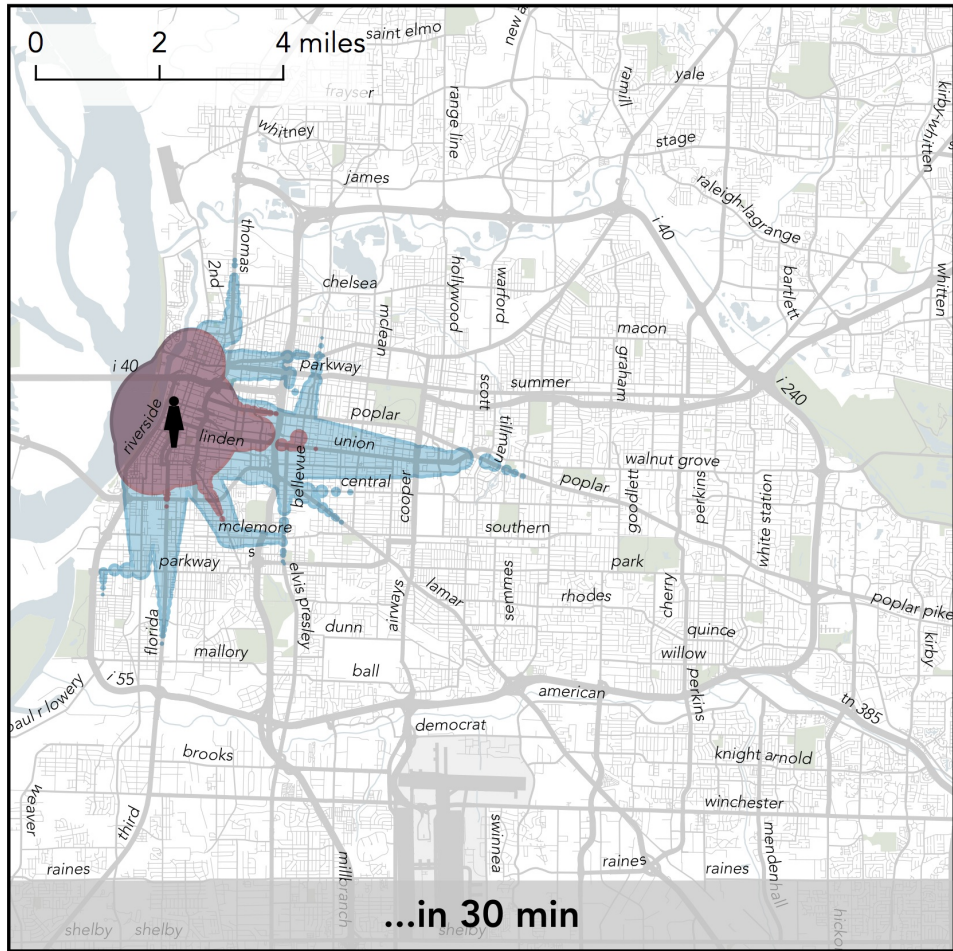 0 2 4 miles
saint elmo
new a
ramill
yale
kirby-whitten
frayser
range line
whitney
stage
s
james
raleigh-lagrange
i 40
thomas
2nd
hollywood
warford
bartlett
whitten
chelsea
mclean
macon
graham
i 40
parkway
summer
i 240
scott
riverside
poplar
tillman
linden
union
bellevue
walnut grove
central
cooper
poplar
goodlett
perkins
white station
mclemore
southern
s
parkway
park
elvis presley
airways
lamar
semmes
rhodes
cherry
poplar pike
florida
dunn
quince
kirby
mallory
willow
ball
i 55
american
perkins
tn 385
paul r lowery
democrat
brooks
knight arnold
weaver
winchester
third
swinnea
mendenhall
millbranch
raines
raines
raines
...in 30 min
shelby
shelby
shelby
hicko